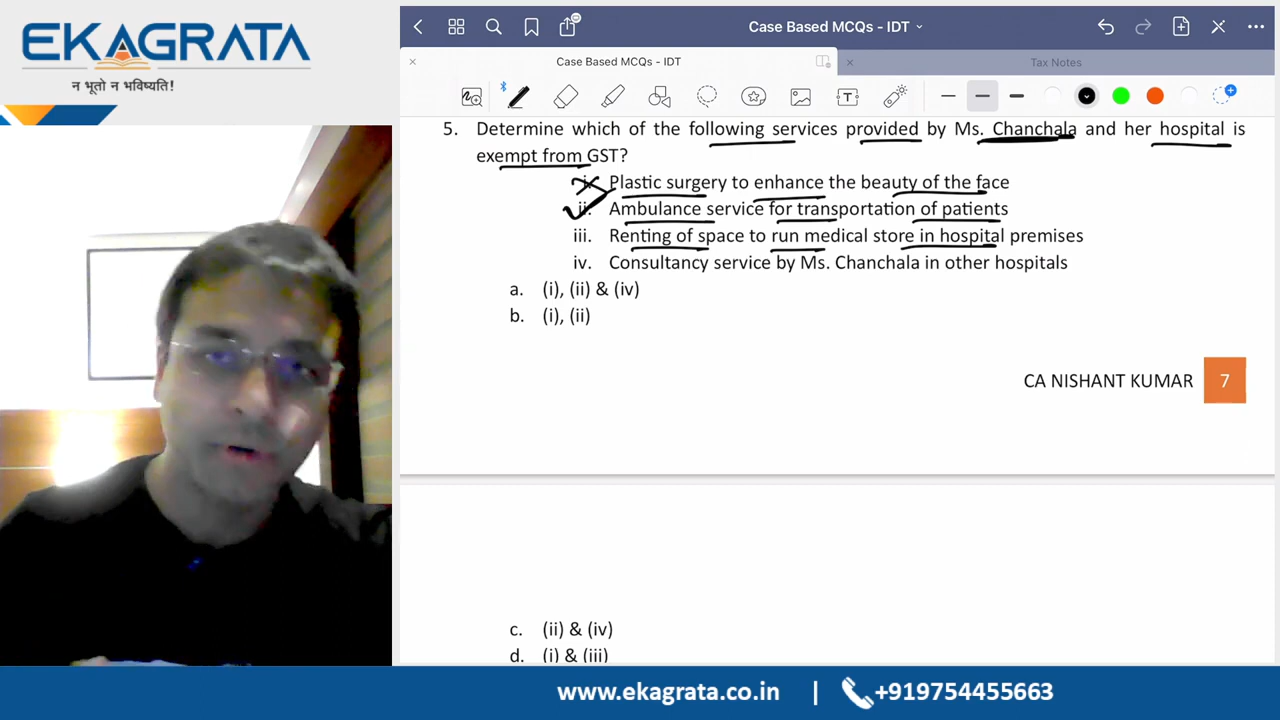 EKAGRATA
न भूतो न भविष्यति!
Case Based MCQs - IDT
Case Based MCQs - IDT
Tax Notes
5. Determine which of the following services provided by Ms. Chanchala and her hospital is
exempt from GST?
i. Plastic surgery to enhance the beauty of the face
ii. Ambulance service for transportation of patients
iii. Renting of space to run medical store in hospital premises
iv. Consultancy service by Ms. Chanchala in other hospitals
a. (i), (ii) & (iv)
b. (i), (ii)
CA NISHANT KUMAR 7
c. (ii) & (iv)
d. (i) & (iii)
www.ekagrata.co.in | +919754455663